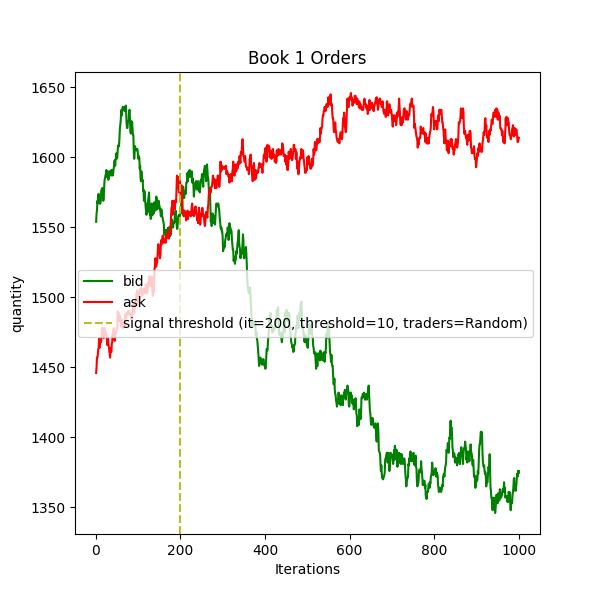 Book 1 Orders
1650
1600
1550
1500
1450
1400
1350
quantity
bid
ask
signal threshold (it=200, threshold=10, traders=Random)
0 200 400 600 800 1000
Iterations